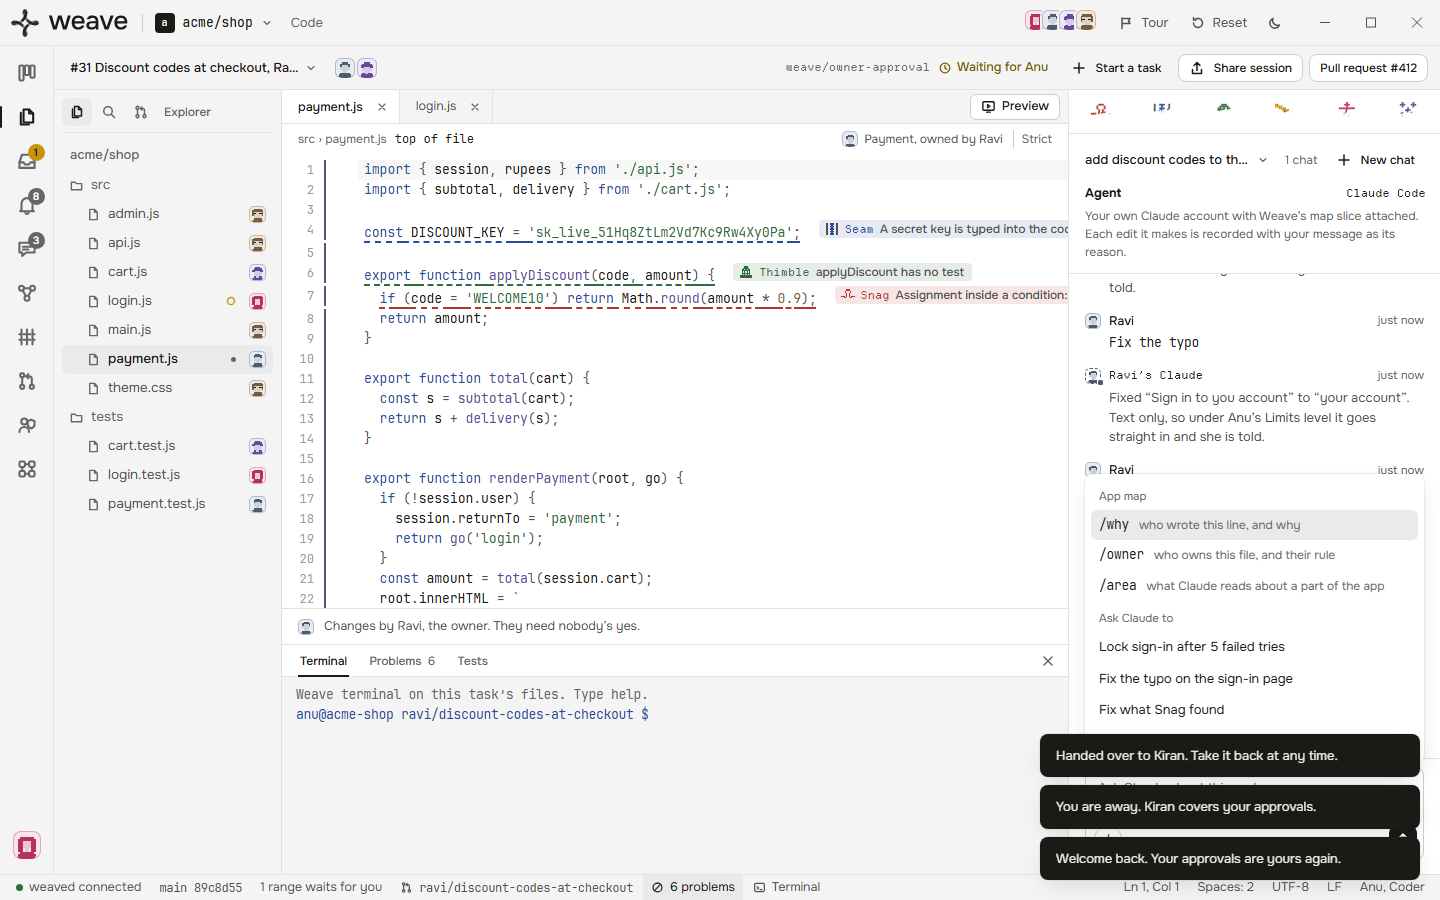 weave
a acme/shop
Code
Tour
Reset
#31 Discount codes at checkout, Ra...
weave/owner-approval
Waiting for Anu
Start a task
Share session
Pull request #412
1
8
3
Explorer
acme/shop
src
admin.js
api.js
cart.js
login.js
main.js
payment.js
theme.css
tests
cart.test.js
login.test.js
payment.test.js
payment.js
login.js
Preview
src › payment.js top of file
Payment, owned by Ravi
Strict
1 import { session, rupees } from './api.js';
2 import { subtotal, delivery } from './cart.js';
3
4 const DISCOUNT_KEY = 'sk_live_51Hq8ZtLm2Vd7Kc9Rw4Xy0Pa'; Seam A secret key is typed into the co
5
6 export function applyDiscount(code, amount) { Thimble applyDiscount has no test
7 if (code = 'WELCOME10') return Math.round(amount * 0.9); Snag Assignment inside a condition:
8 return amount;
9 }
10
11 export function total(cart) {
12 const s = subtotal(cart);
13 return s + delivery(s);
14 }
15
16 export function renderPayment(root, go) {
17 if (!session.user) {
18 session.returnTo = 'payment';
19 return go('login');
20 }
21 const amount = total(session.cart);
22 root.innerHTML = `
Changes by Ravi, the owner. They need nobody's yes.
Terminal
Problems 6
Tests
Weave terminal on this task's files. Type help.
anu@acme-shop ravi/discount-codes-at-checkout $
add discount codes to th...
1 chat
New chat
Agent
Claude Code
Your own Claude account with Weave's map slice attached.
Each edit it makes is recorded with your message as its
reason.
told.
Ravi
just now
Fix the typo
Ravi's Claude
just now
Fixed “Sign in to you account” to “your account”.
Text only, so under Anu's Limits level it goes
straight in and she is told.
Ravi
just now
App map
/why who wrote this line, and why
/owner who owns this file, and their rule
/area what Claude reads about a part of the app
Ask Claude to
Lock sign-in after 5 failed tries
Fix the typo on the sign-in page
Fix what Snag found
Handed over to Kiran. Take it back at any time.
You are away. Kiran covers your approvals.
Welcome back. Your approvals are yours again.
weaved connected
main 89c8d55
1 range waits for you
ravi/discount-codes-at-checkout
6 problems
Terminal
Ln 1, Col 1
Spaces: 2
UTF-8
LF
Anu, Coder